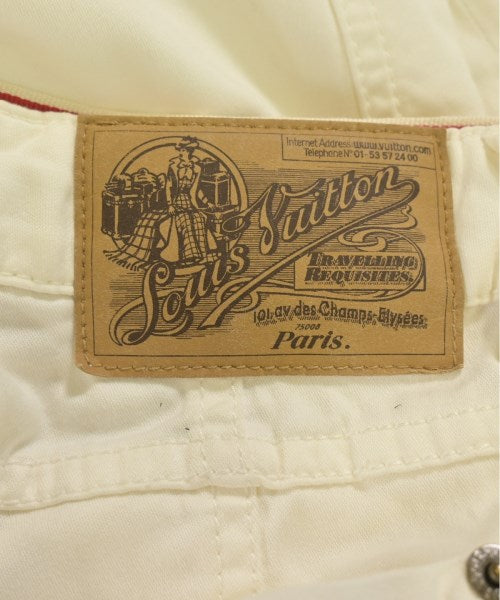 Internet Address: www.vuitton.com
Telephone N° 01-53 57 24 00
Louis Vuitton
TRAVELLING
REQUISITES.
101, av des Champs-Elysées
75008
Paris.